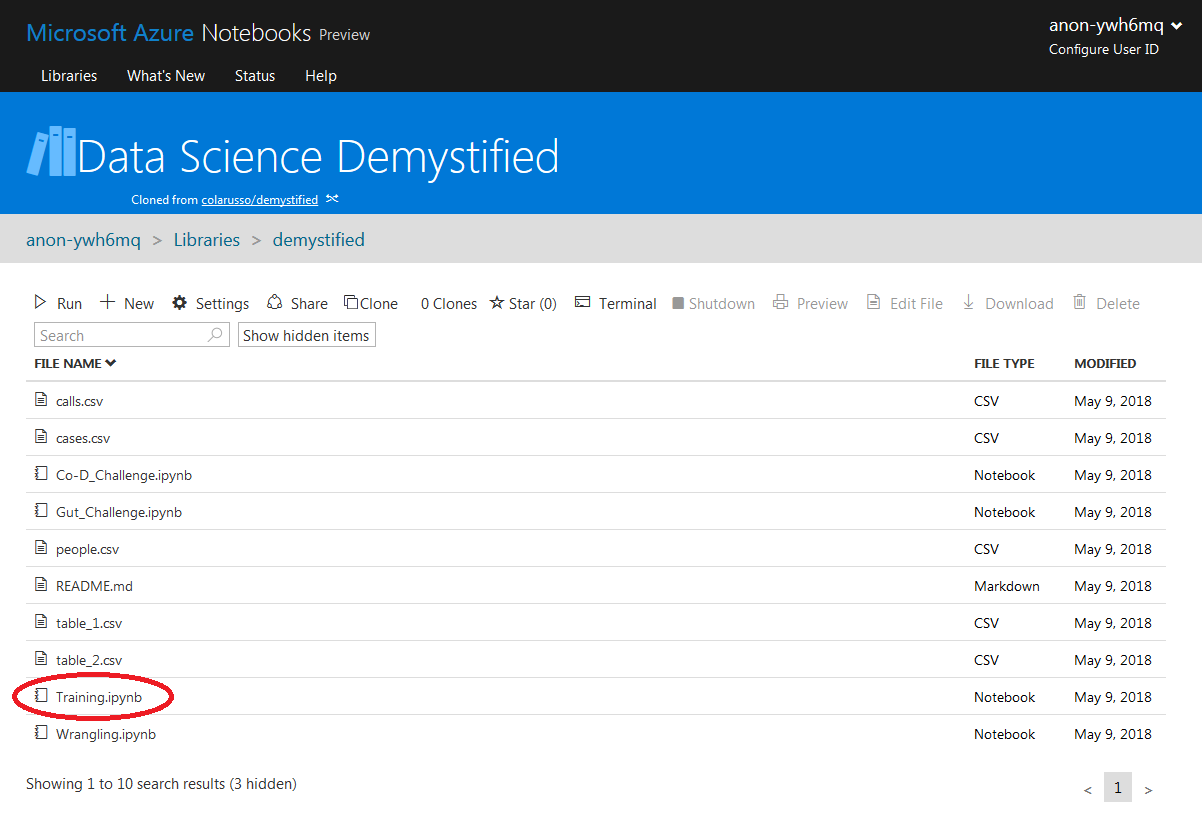 Microsoft Azure Notebooks Preview
anon-ywh6mq
Configure User ID
Libraries What's New Status Help
Data Science Demystified
Cloned from colarusso/demystified
anon-ywh6mq > Libraries > demystified
Run New Settings Share Clone 0 Clones Star (0) Terminal Shutdown Preview Edit File Download Delete
Search Show hidden items
FILE NAME FILE TYPE MODIFIED
calls.csv CSV May 9, 2018
cases.csv CSV May 9, 2018
Co-D_Challenge.ipynb Notebook May 9, 2018
Gut_Challenge.ipynb Notebook May 9, 2018
people.csv CSV May 9, 2018
README.md Markdown May 9, 2018
table_1.csv CSV May 9, 2018
table_2.csv CSV May 9, 2018
Training.ipynb Notebook May 9, 2018
Wrangling.ipynb Notebook May 9, 2018
Showing 1 to 10 search results (3 hidden)
< 1 >